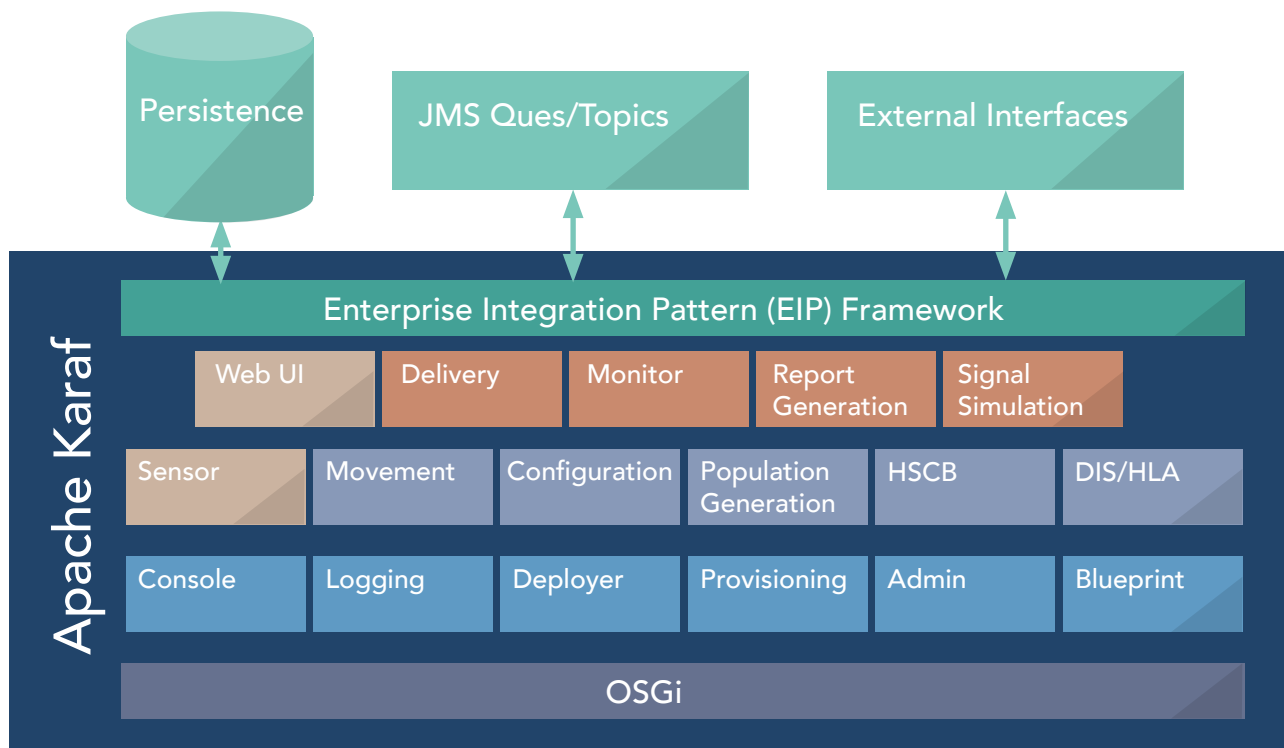 Persistence
JMS Ques/Topics
External Interfaces
Apache Karaf
Enterprise Integration Pattern (EIP) Framework
Web UI
Delivery
Monitor
Report
Generation
Signal
Simulation
Sensor
Movement
Configuration
Population
Generation
HSCB
DIS/HLA
Console
Logging
Deployer
Provisioning
Admin
Blueprint
OSGi